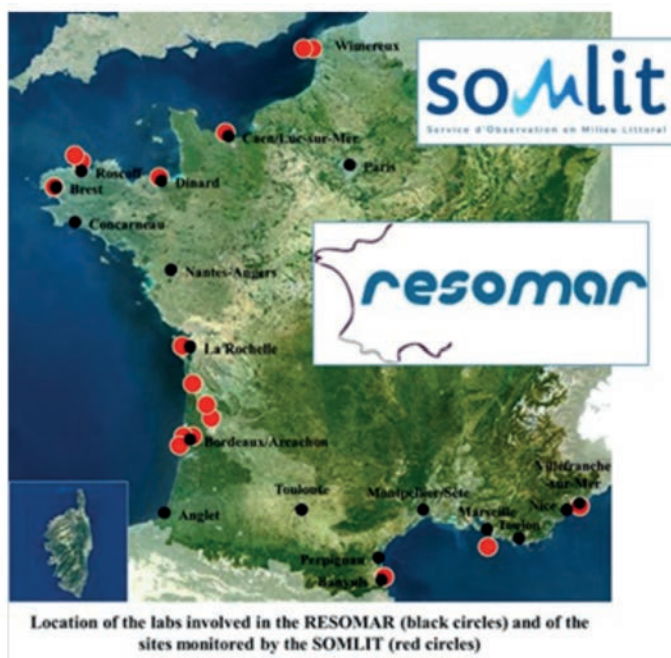 Wimereux
somlit
Service d'Observation en Milieu Littoral
Caen/Luc-sur-Mer
Paris
Roscoff
Dinard
Brest
Concarneau
resomar
Nantes-Angers
La Rochelle
Bordeaux/Arcachon
Villefranche
-sur-Mer
Toulouse
Montpellier/Sète
Nice
Anglet
Marseille
Toulon
Perpignan
Banyuls
Location of the labs involved in the RESOMAR (black circles) and of the
sites monitored by the SOMLIT (red circles)